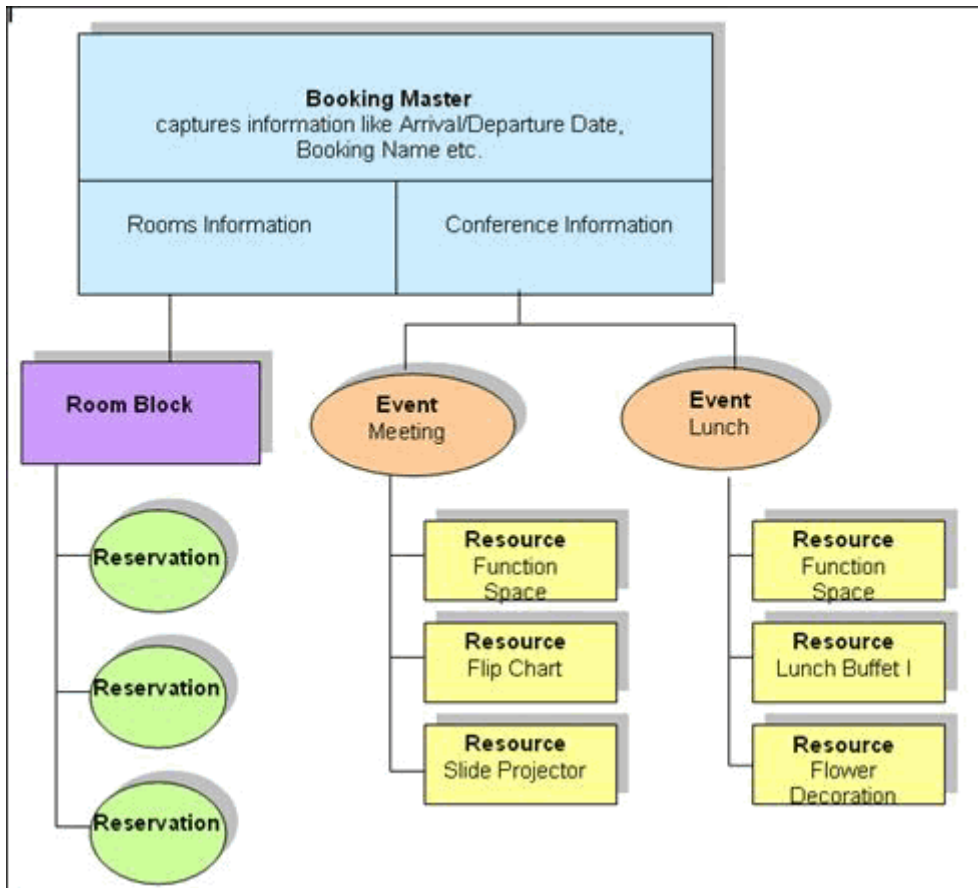 Booking Master
captures information like Arrival/Departure Date,
Booking Name etc.
Rooms Information
Conference Information
Room Block
Event
Meeting
Event
Lunch
Reservation
Reservation
Reservation
Resource
Function
Space
Resource
Flip Chart
Resource
Slide Projector
Resource
Function
Space
Resource
Lunch Buffet I
Resource
Flower
Decoration